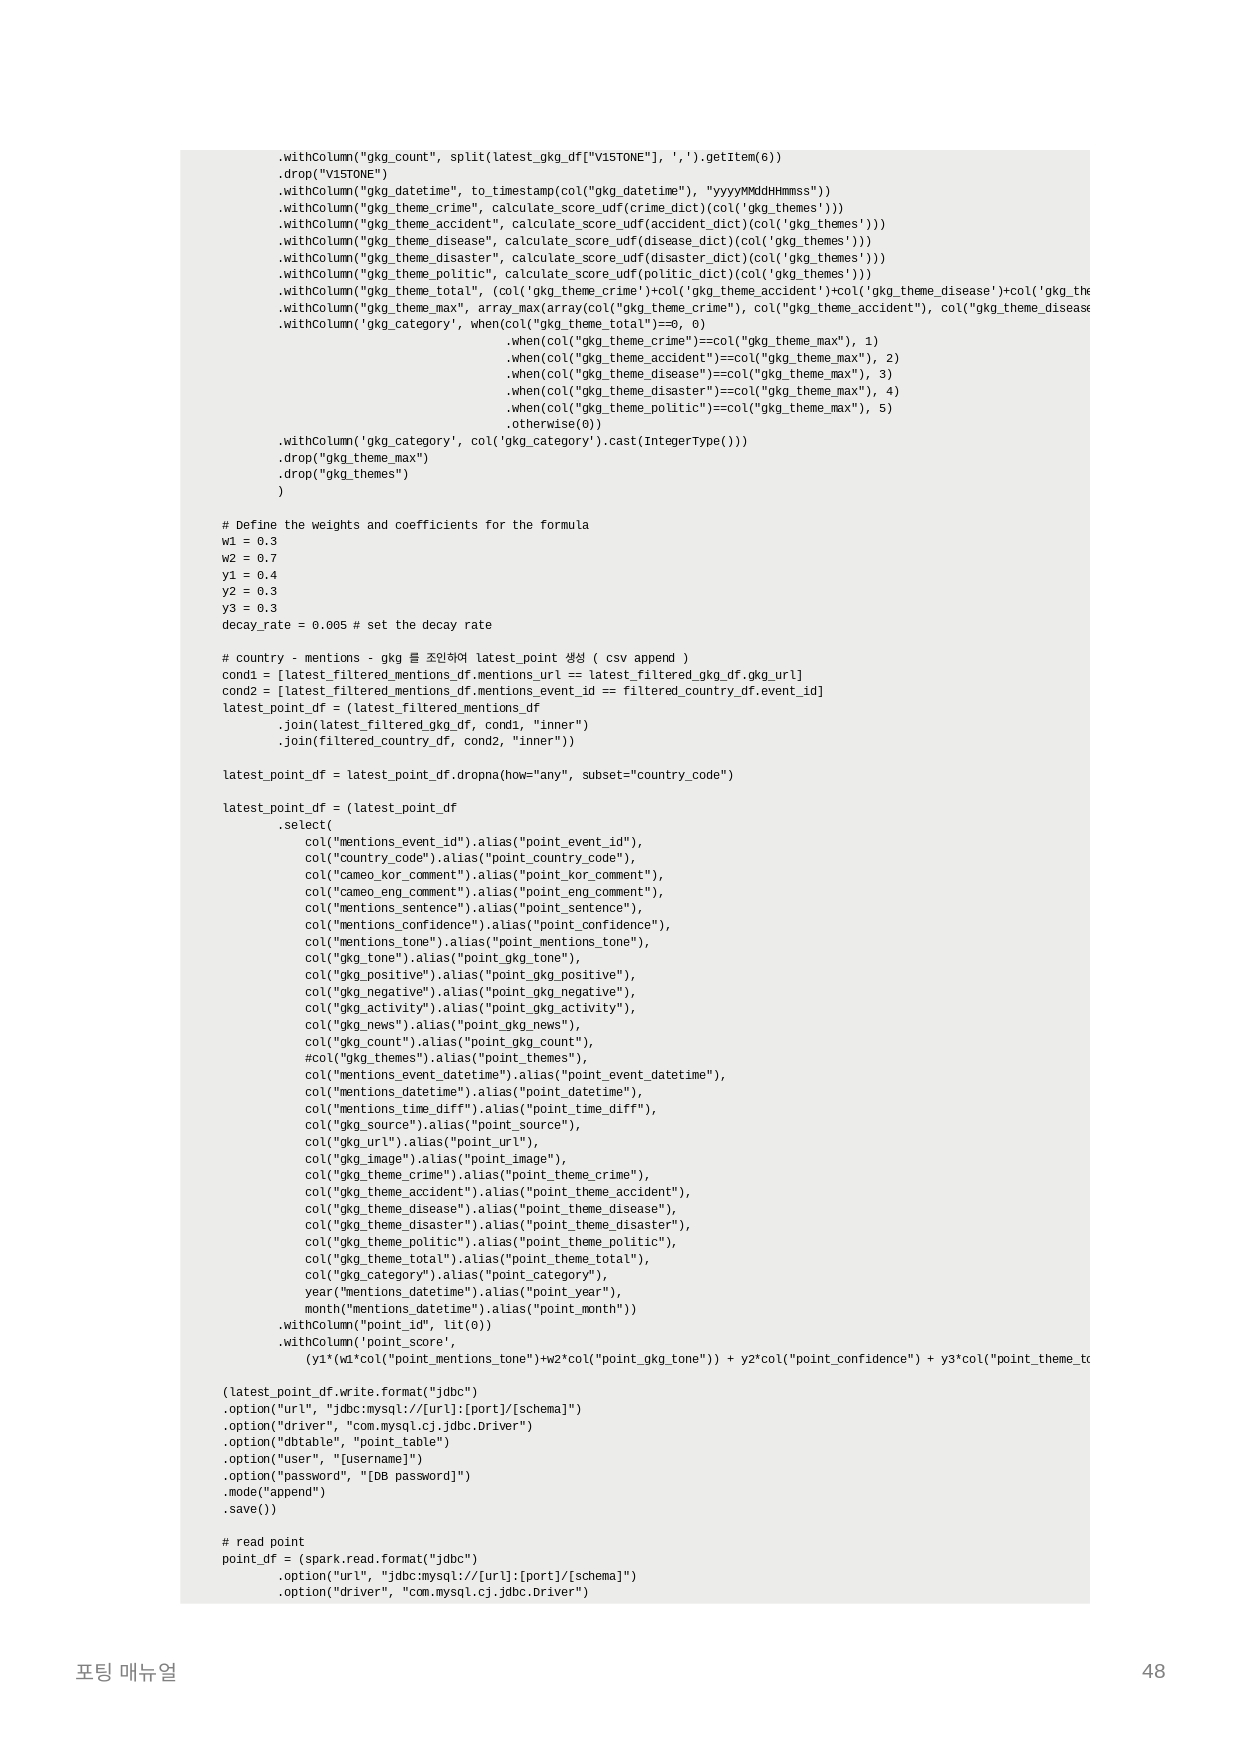 .withColumn("gkg_count", split(latest_gkg_df["V15TONE"], ',').getItem(6))
.drop("V15TONE")
.withColumn("gkg_datetime", to_timestamp(col("gkg_datetime"), "yyyyMMddHHmmss"))
.withColumn("gkg_theme_crime", calculate_score_udf(crime_dict)(col('gkg_themes')))
.withColumn("gkg_theme_accident", calculate_score_udf(accident_dict)(col('gkg_themes')))
.withColumn("gkg_theme_disease", calculate_score_udf(disease_dict)(col('gkg_themes')))
.withColumn("gkg_theme_disaster", calculate_score_udf(disaster_dict)(col('gkg_themes')))
.withColumn("gkg_theme_politic", calculate_score_udf(politic_dict)(col('gkg_themes')))
.withColumn("gkg_theme_total", (col('gkg_theme_crime')+col('gkg_theme_accident')+col('gkg_theme_disease')+col('gkg_the
.withColumn("gkg_theme_max", array_max(array(col("gkg_theme_crime"), col("gkg_theme_accident"), col("gkg_theme_disease
.withColumn('gkg_category', when(col("gkg_theme_total")==0, 0)
.when(col("gkg_theme_crime")==col("gkg_theme_max"), 1)
.when(col("gkg_theme_accident")==col("gkg_theme_max"), 2)
.when(col("gkg_theme_disease")==col("gkg_theme_max"), 3)
.when(col("gkg_theme_disaster")==col("gkg_theme_max"), 4)
.when(col("gkg_theme_politic")==col("gkg_theme_max"), 5)
.otherwise(0))
.withColumn('gkg_category', col('gkg_category').cast(IntegerType()))
.drop("gkg_theme_max")
.drop("gkg_themes")
)
# Define the weights and coefficients for the formula
w1 = 0.3
w2 = 0.7
y1 = 0.4
y2 = 0.3
y3 = 0.3
decay_rate = 0.005 # set the decay rate
# country - mentions - gkg 를 조인하여 latest_point 생성 ( csv append )
cond1 = [latest_filtered_mentions_df.mentions_url == latest_filtered_gkg_df.gkg_url]
cond2 = [latest_filtered_mentions_df.mentions_event_id == filtered_country_df.event_id]
latest_point_df = (latest_filtered_mentions_df
.join(latest_filtered_gkg_df, cond1, "inner")
.join(filtered_country_df, cond2, "inner"))
latest_point_df = latest_point_df.dropna(how="any", subset="country_code")
latest_point_df = (latest_point_df
.select(
col("mentions_event_id").alias("point_event_id"),
col("country_code").alias("point_country_code"),
col("cameo_kor_comment").alias("point_kor_comment"),
col("cameo_eng_comment").alias("point_eng_comment"),
col("mentions_sentence").alias("point_sentence"),
col("mentions_confidence").alias("point_confidence"),
col("mentions_tone").alias("point_mentions_tone"),
col("gkg_tone").alias("point_gkg_tone"),
col("gkg_positive").alias("point_gkg_positive"),
col("gkg_negative").alias("point_gkg_negative"),
col("gkg_activity").alias("point_gkg_activity"),
col("gkg_news").alias("point_gkg_news"),
col("gkg_count").alias("point_gkg_count"),
#col("gkg_themes").alias("point_themes"),
col("mentions_event_datetime").alias("point_event_datetime"),
col("mentions_datetime").alias("point_datetime"),
col("mentions_time_diff").alias("point_time_diff"),
col("gkg_source").alias("point_source"),
col("gkg_url").alias("point_url"),
col("gkg_image").alias("point_image"),
col("gkg_theme_crime").alias("point_theme_crime"),
col("gkg_theme_accident").alias("point_theme_accident"),
col("gkg_theme_disease").alias("point_theme_disease"),
col("gkg_theme_disaster").alias("point_theme_disaster"),
col("gkg_theme_politic").alias("point_theme_politic"),
col("gkg_theme_total").alias("point_theme_total"),
col("gkg_category").alias("point_category"),
year("mentions_datetime").alias("point_year"),
month("mentions_datetime").alias("point_month"))
.withColumn("point_id", lit(0))
.withColumn('point_score',
(y1*(w1*col("point_mentions_tone")+w2*col("point_gkg_tone")) + y2*col("point_confidence") + y3*col("point_theme_to
(latest_point_df.write.format("jdbc")
.option("url", "jdbc:mysql://[url]:[port]/[schema]")
.option("driver", "com.mysql.cj.jdbc.Driver")
.option("dbtable", "point_table")
.option("user", "[username]")
.option("password", "[DB password]")
.mode("append")
.save())
# read point
point_df = (spark.read.format("jdbc")
.option("url", "jdbc:mysql://[url]:[port]/[schema]")
.option("driver", "com.mysql.cj.jdbc.Driver")
포팅 매뉴얼
48